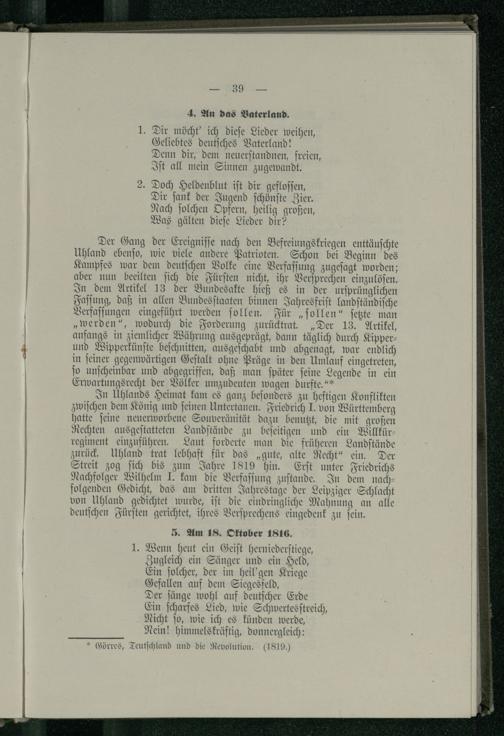 — 39 —
4. An das Vaterland.
1. Dir möcht' ich diese Lieder weihen,
Geliebtes deutsches Vaterland!
Denn dir, dem neuerstandnen, freien,
Ist all mein Sinnen zugewandt.
2. Doch Heldenblut ist dir geflossen,
Dir sank der Jugend schönste Zier.
Nach solchen Opfern, heilig großen,
Was gälten diese Lieder dir?
Der Gang der Ereignisse nach den Befreiungskriegen enttäuschte
Uhland ebenso, wie viele andere Patrioten. Schon bei Beginn des
Kampfes war dem deutschen Volke eine Verfassung zugesagt worden;
aber nun beeilten sich die Fürsten nicht, ihr Versprechen einzulösen.
In dem Artikel 13 der Bundesakte hieß es in der ursprünglichen
Fassung, daß in allen Bundesstaaten binnen Jahresfrist landständische
Verfassungen eingeführt werden sollen. Für „sollen" setzte man
„werden", wodurch die Forderung zurücktrat. „Der 13. Artikel,
anfangs in ziemlicher Währung ausgeprägt, dann täglich durch Kipper-
und Wipperkünste beschnitten, ausgeschabt und abgenagt, war endlich
in seiner gegenwärtigen Gestalt ohne Präge in den Umlauf eingetreten,
so unscheinbar und abgegriffen, daß man später seine Legende in ein
Erwartungsrecht der Völker umzudeuten wagen durfte."*
In Uhlands Heimat kam es ganz besonders zu heftigen Konflikten
zwischen dem König und seinen Untertanen. Friedrich I. von Württemberg
hatte seine neuerworbene Souveränität dazu benutzt, die mit großen
Rechten ausgestatteten Landstände zu beseitigen und ein Willkür-
regiment einzuführen. Laut forderte man die früheren Landstände
zurück. Uhland trat lebhaft für das „gute, alte Recht" ein. Der
Streit zog sich bis zum Jahre 1819 hin. Erst unter Friedrichs
Nachfolger Wilhelm I. kam die Verfassung zustande. In dem nach-
folgenden Gedicht, das am dritten Jahrestage der Leipziger Schlacht
von Uhland gedichtet wurde, ist die eindringliche Mahnung an alle
deutschen Fürsten gerichtet, ihres Versprechens eingedenk zu sein.
5. Am 18. Oktober 1816.
1. Wenn heut ein Geist herniederstiege,
Zugleich ein Sänger und ein Held,
Ein solcher, der im heil'gen Kriege
Gefallen auf dem Siegesfeld,
Der sänge wohl auf deutscher Erde
Ein scharfes Lied, wie Schwertesstreich,
Nicht so, wie ich es künden werde,
Nein! himmelskräftig, donnergleich:
* Görres, Deutschland und die Revolution. (1819.)